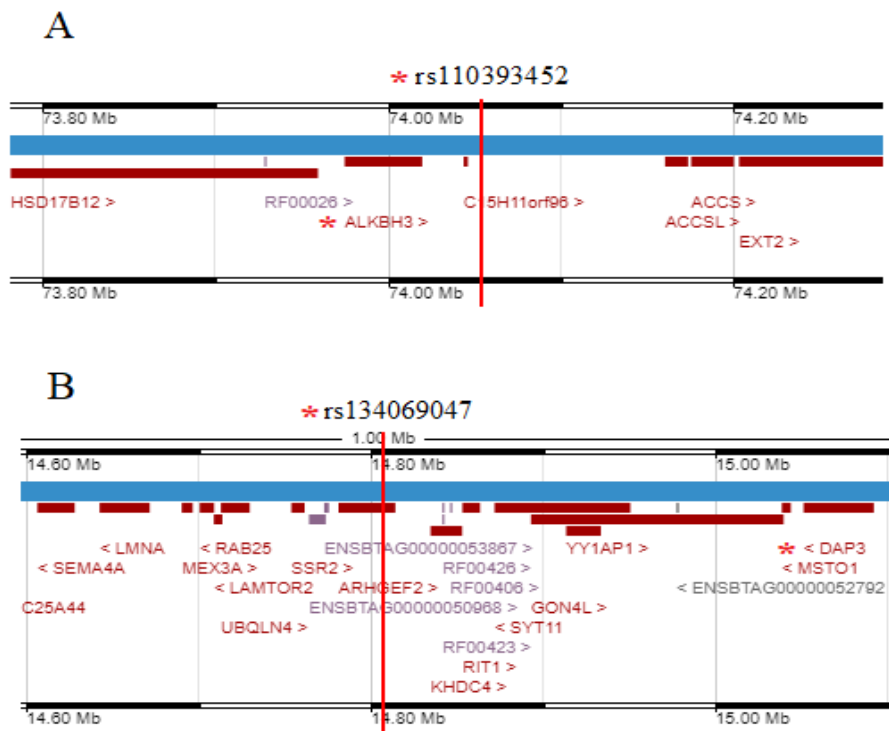 A
* rs110393452
73.80 Mb 74.00 Mb 74.20 Mb
HSD17B12 > RF00026 > C15H11orf96 > ACCS >
* ALKBH3 > ACCSL >
EXT2 >
73.80 Mb 74.00 Mb 74.20 Mb
B
* rs134069047
1.00 Mb
14.60 Mb 14.80 Mb 15.00 Mb
< LMNA < RAB25 ENSBTAG00000053867 > YY1AP1 > * < DAP3
< SEMA4A MEX3A > SSR2 > RF00426 > < MSTO1
< LAMTOR2 ARHGEF2 > RF00406 > < ENSBTAG00000052792
C25A44 ENSBTAG00000050968 > GON4L >
UBQLN4 > < SYT11
RF00423 >
RIT1 >
KHDC4 >
14.60 Mb 14.80 Mb 15.00 Mb